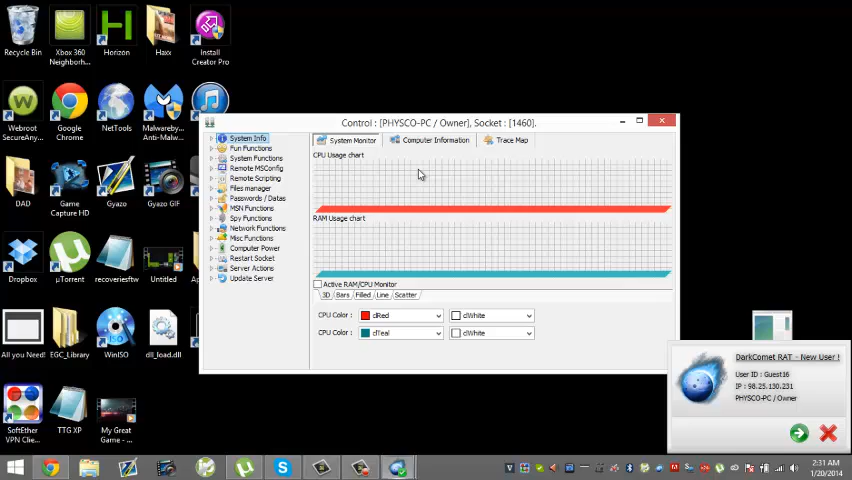 Recycle Bin
Xbox 360
Neighborh...
Horizon
Haxx
Install
Creator Pro
Webroot
SecureAny...
Google
Chrome
NetTools
Malwareby...
Anti-Malw...
DAD
Game
Capture HD
Gyazo
Gyazo GIF
Dropbox
µTorrent
recoveriesftw
Untitled
All you Need!
EGC_Library
WinISO
dll_load.dll
SoftEther
VPN Clie...
TTG XP
My Great
Game - ...
Control : [PHYSCO-PC / Owner], Socket : [1460].
System Info
Fun Functions
System Functions
Remote MSConfig
Remote Scripting
Files manager
Passwords / Datas
MSN Functions
Spy Functions
Network Functions
Misc Functions
Computer Power
Restart Socket
Server Actions
Update Server
System Monitor
Computer Information
Trace Map
CPU Usage chart
RAM Usage chart
Active RAM/CPU Monitor
3D
Bars
Filled
Line
Scatter
CPU Color :
clRed
clWhite
CPU Color :
clTeal
clWhite
DarkComet RAT - New User !
User ID : Guest16
IP : 98.25.130.231
PHYSCO-PC / Owner
2:31 AM
1/20/2014